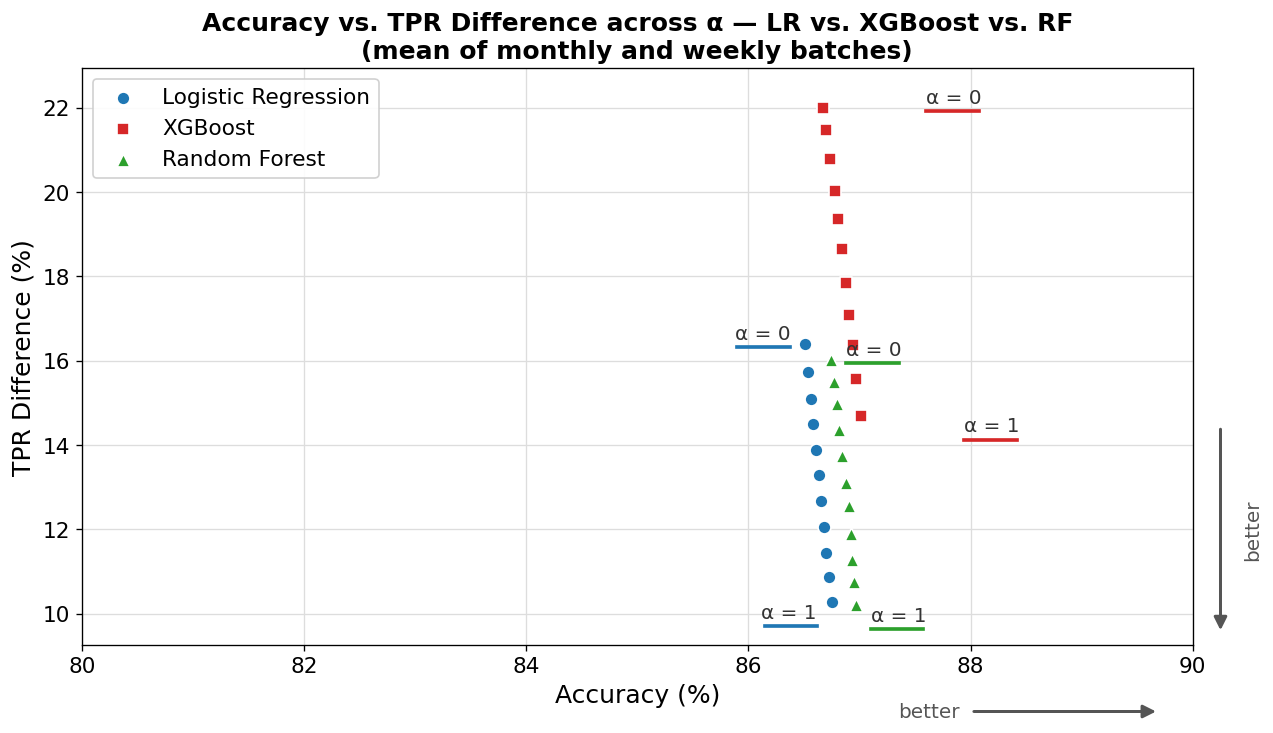 Accuracy vs. TPR Difference across α — LR vs. XGBoost vs. RF
(mean of monthly and weekly batches)
Logistic Regression
XGBoost
Random Forest
α = 0
α = 0
α = 0
α = 1
α = 1
α = 1
22
20
18
16
14
12
10
TPR Difference (%)
80
82
84
86
88
90
Accuracy (%)
better
better